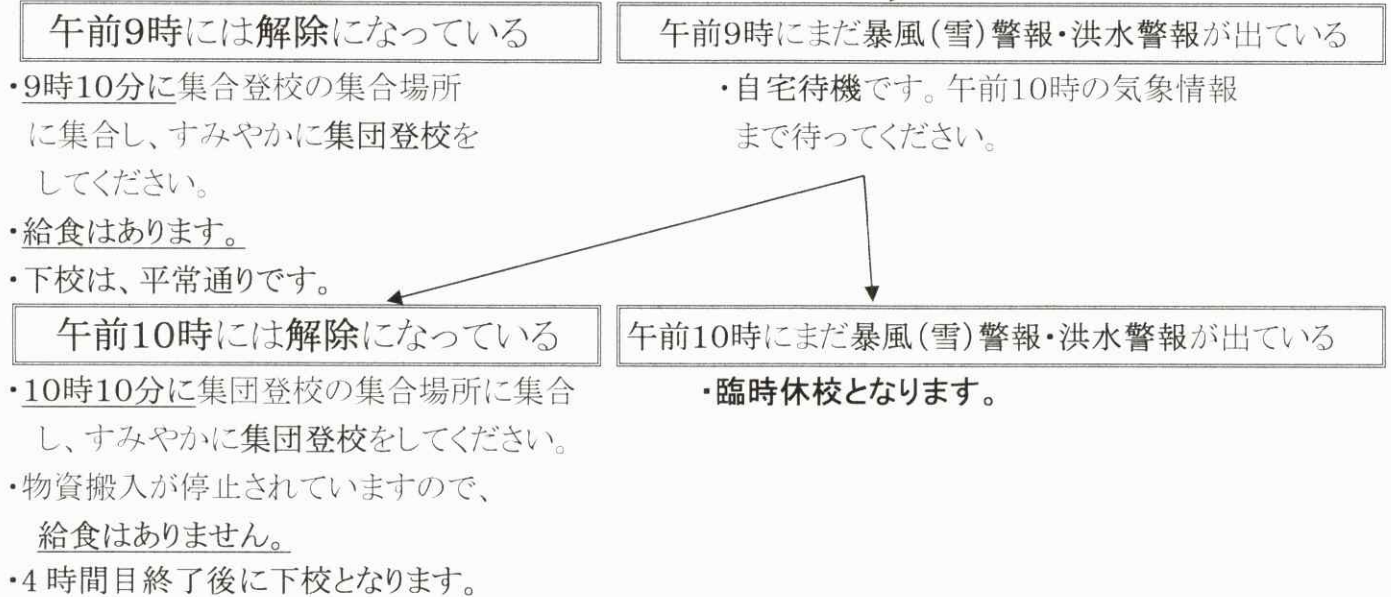 午前9時には解除になっている
午前9時にまだ暴風(雪)警報・洪水警報が出ている
・9時10分に集合登校の集合場所
に集合し、すみやかに集団登校を
してください。
・給食はあります。
・下校は、平常通りです。
・自宅待機です。午前10時の気象情報
まで待ってください。
午前10時には解除になっている
午前10時にまだ暴風(雪)警報・洪水警報が出ている
・10時10分に集団登校の集合場所に集合
し、すみやかに集団登校をしてください。
・物資搬入が停止されていますので、
給食はありません。
・4時間目終了後に下校となります。
・臨時休校となります。